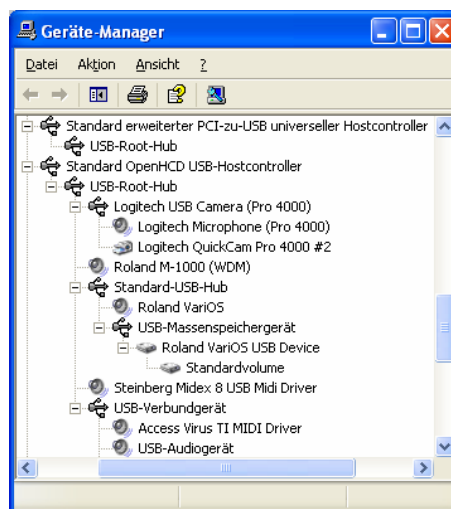 Geräte-Manager
Datei Aktion Ansicht ?
Standard erweiterter PCI-zu-USB universeller Hostcontroller
USB-Root-Hub
Standard OpenHCD USB-Hostcontroller
USB-Root-Hub
Logitech USB Camera (Pro 4000)
Logitech Microphone (Pro 4000)
Logitech QuickCam Pro 4000 #2
Roland M-1000 (WDM)
Standard-USB-Hub
Roland VariOS
USB-Massenspeichergerät
Roland VariOS USB Device
Standardvolume
Steinberg Midex 8 USB Midi Driver
USB-Verbundgerät
Access Virus TI MIDI Driver
USB-Audiogerät